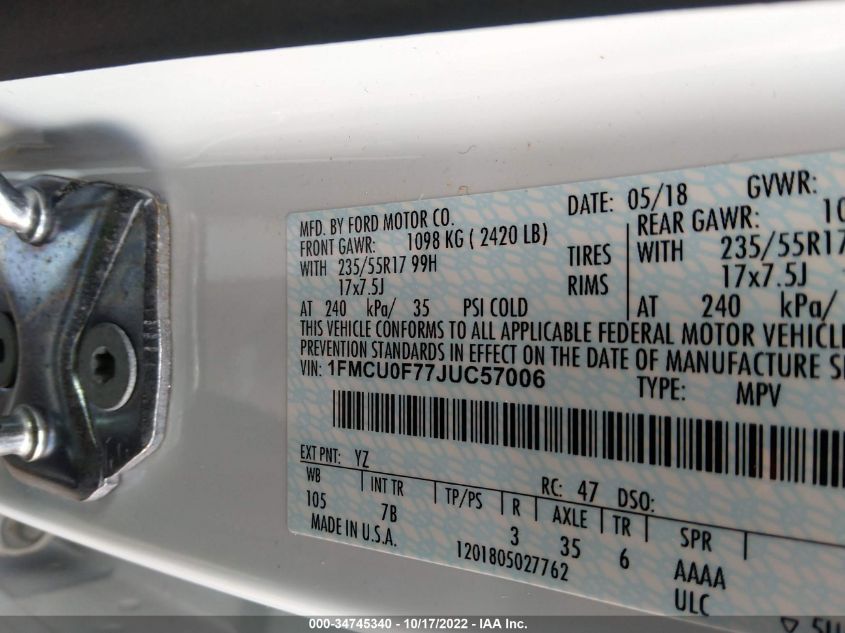 MFD. BY FORD MOTOR CO. DATE: 05/18 GVWR:
FRONT GAWR: 1098 KG ( 2420 LB) REAR GAWR: 10
WITH 235/55R17 99H TIRES WITH 235/55R17
17x7.5J RIMS 17x7.5J
AT 240 kPa/ 35 PSI COLD AT 240 kPa/
THIS VEHICLE CONFORMS TO ALL APPLICABLE FEDERAL MOTOR VEHICLE
PREVENTION STANDARDS IN EFFECT ON THE DATE OF MANUFACTURE S
VIN: 1FMCU0F77JUC57006 TYPE: MPV
EXT PNT: YZ RC: 47 DSO:
WB INT TR TP/PS R AXLE TR SPR
105 7B 3 35 6 AAAA
MADE IN U.S.A. 1201805027762 ULC
000-34745340 - 10/17/2022 - IAA Inc.